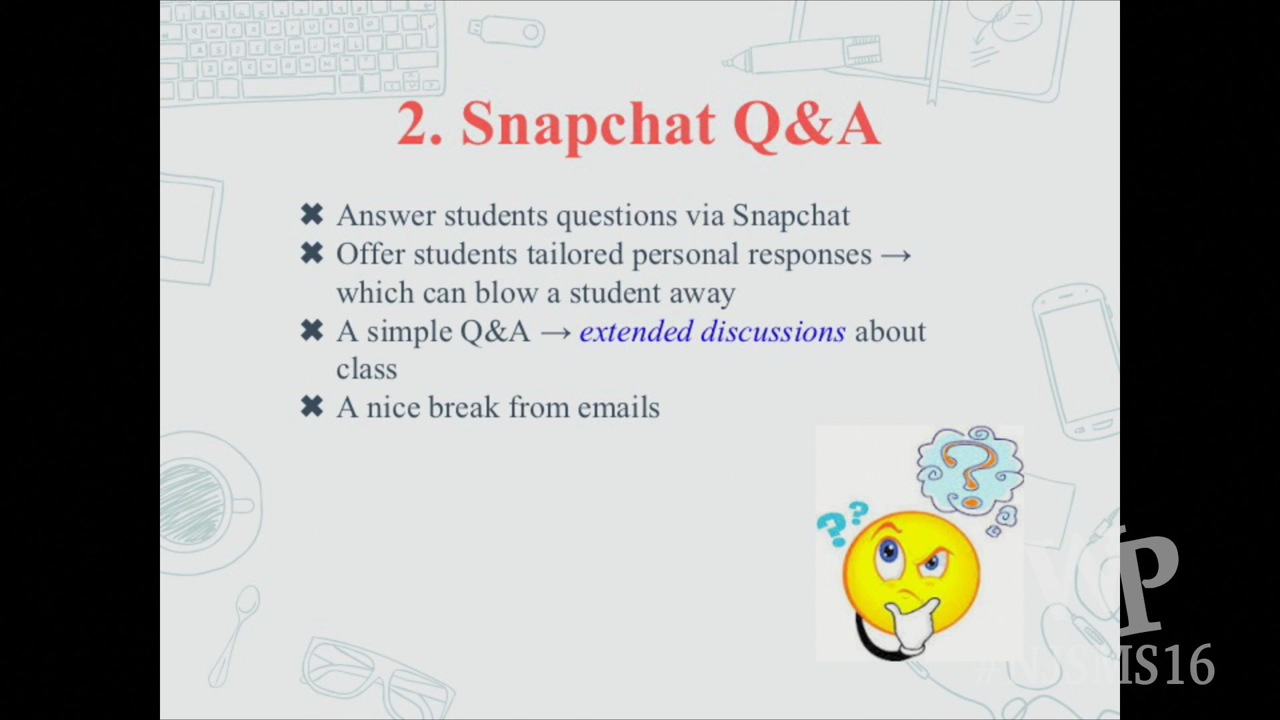 2. Snapchat Q&A
✖ Answer students questions via Snapchat
✖ Offer students tailored personal responses →
which can blow a student away
✖ A simple Q&A → extended discussions about
class
✖ A nice break from emails
? ?
?
P
#NJSMS16